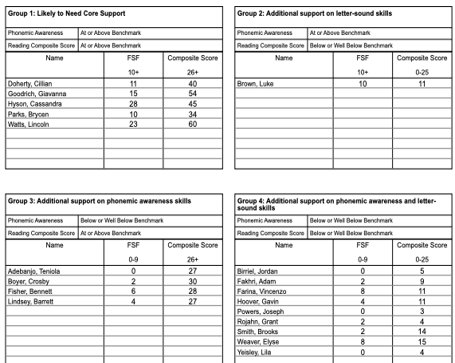 Group 1: Likely to Need Core Support
Phonemic Awareness At or Above Benchmark
Reading Composite Score At or Above Benchmark
Name FSF Composite Score
10+ 26+
Doherty, Cillian 11 40
Goodrich, Giavanna 15 54
Hyson, Cassandra 28 45
Parks, Brycen 10 34
Watts, Lincoln 23 60
Group 2: Additional support on letter-sound skills
Phonemic Awareness At or Above Benchmark
Reading Composite Score Below or Well Below Benchmark
Name FSF Composite Score
10+ 0-25
Brown, Luke 10 11
Group 3: Additional support on phonemic awareness skills
Phonemic Awareness Below or Well Below Benchmark
Reading Composite Score At or Above Benchmark
Name FSF Composite Score
0-9 26+
Adebanjo, Teniola 0 27
Boyer, Crosby 2 30
Fisher, Bennett 6 28
Lindsey, Barrett 4 27
Group 4: Additional support on phonemic awareness and letter-
sound skills
Phonemic Awareness Below or Well Below Benchmark
Reading Composite Score Below or Well Below Benchmark
Name FSF Composite Score
0-9 0-25
Birriel, Jordan 0 5
Fakhri, Adam 2 9
Farina, Vincenzo 8 11
Hoover, Gavin 4 11
Powers, Joseph 0 3
Rojahn, Grant 2 4
Smith, Brooks 2 14
Weaver, Elyse 8 15
Yeisley, Lila 0 4